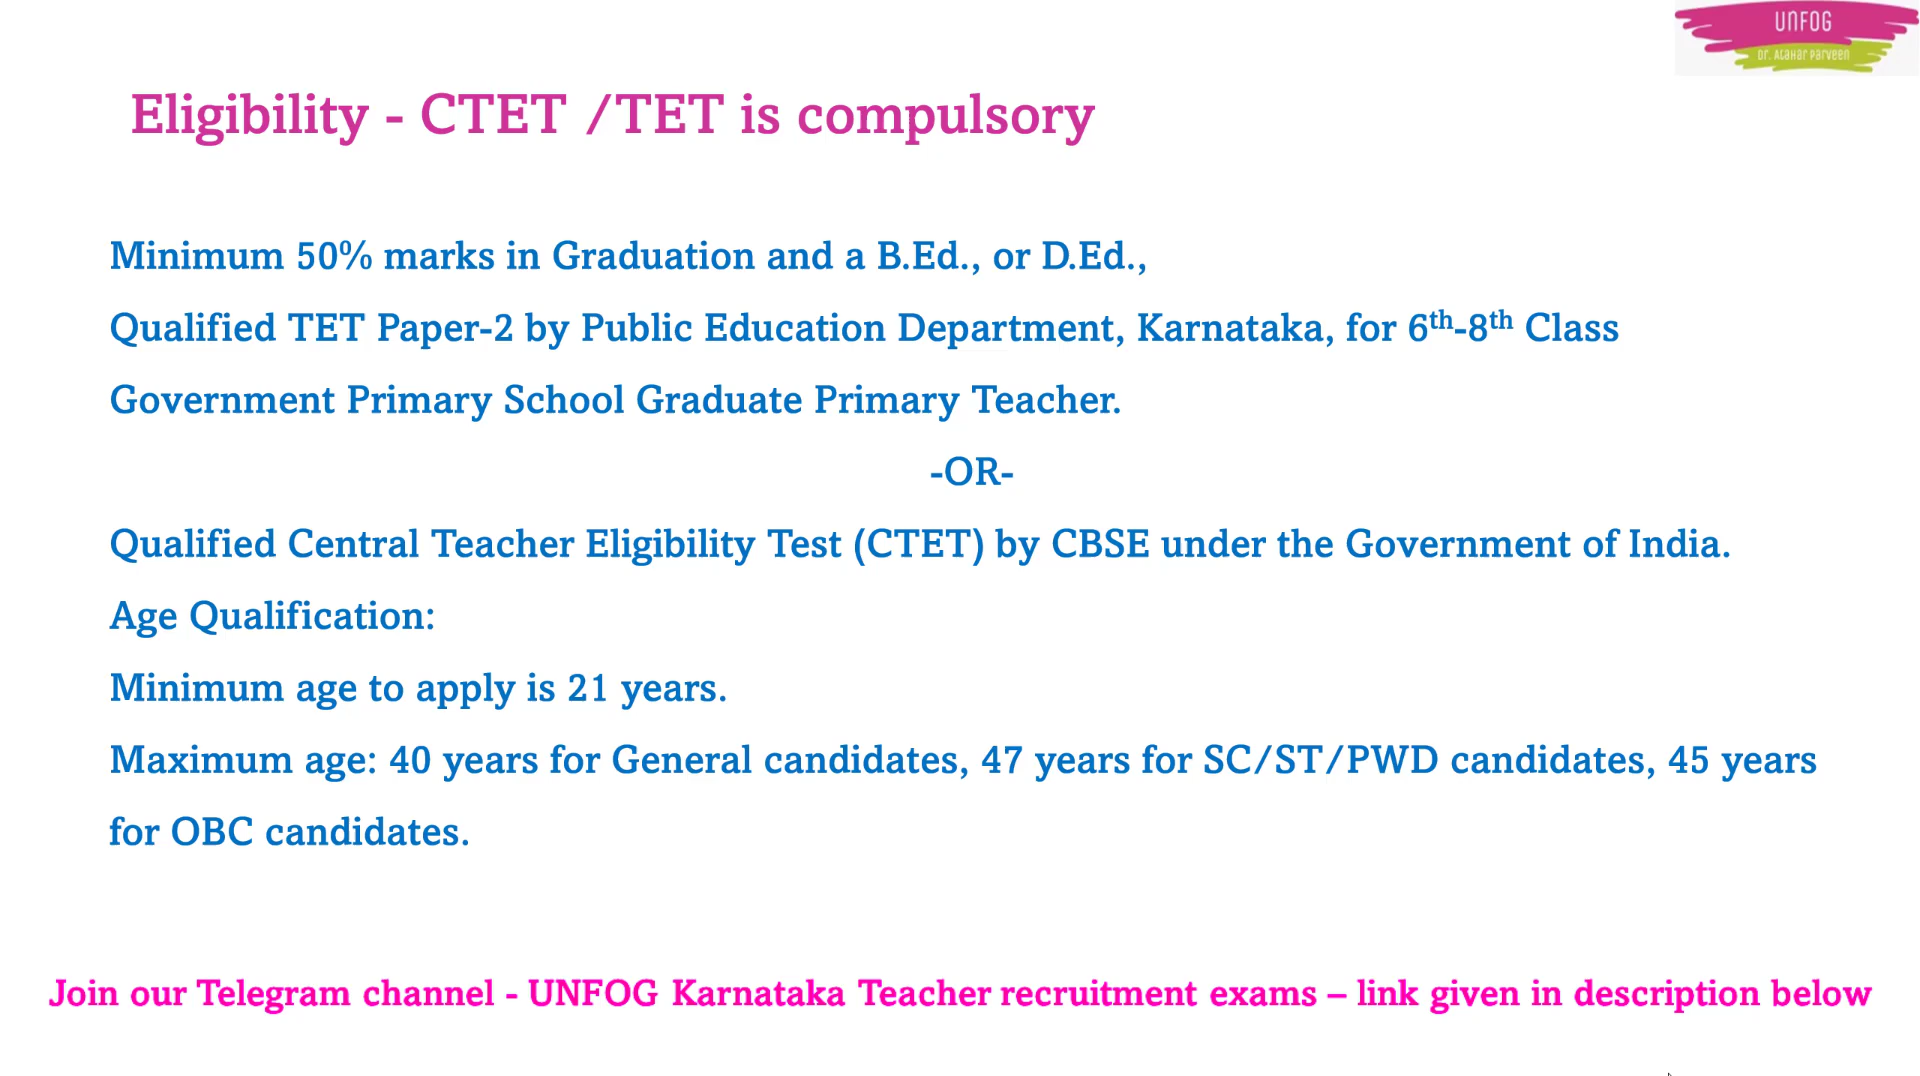 UNFOG
Dr. Atahar Parveen
Eligibility - CTET /TET is compulsory
Minimum 50% marks in Graduation and a B.Ed., or D.Ed.,
Qualified TET Paper-2 by Public Education Department, Karnataka, for 6th-8th Class
Government Primary School Graduate Primary Teacher.
-OR-
Qualified Central Teacher Eligibility Test (CTET) by CBSE under the Government of India.
Age Qualification:
Minimum age to apply is 21 years.
Maximum age: 40 years for General candidates, 47 years for SC/ST/PWD candidates, 45 years
for OBC candidates.
Join our Telegram channel - UNFOG Karnataka Teacher recruitment exams – link given in description below